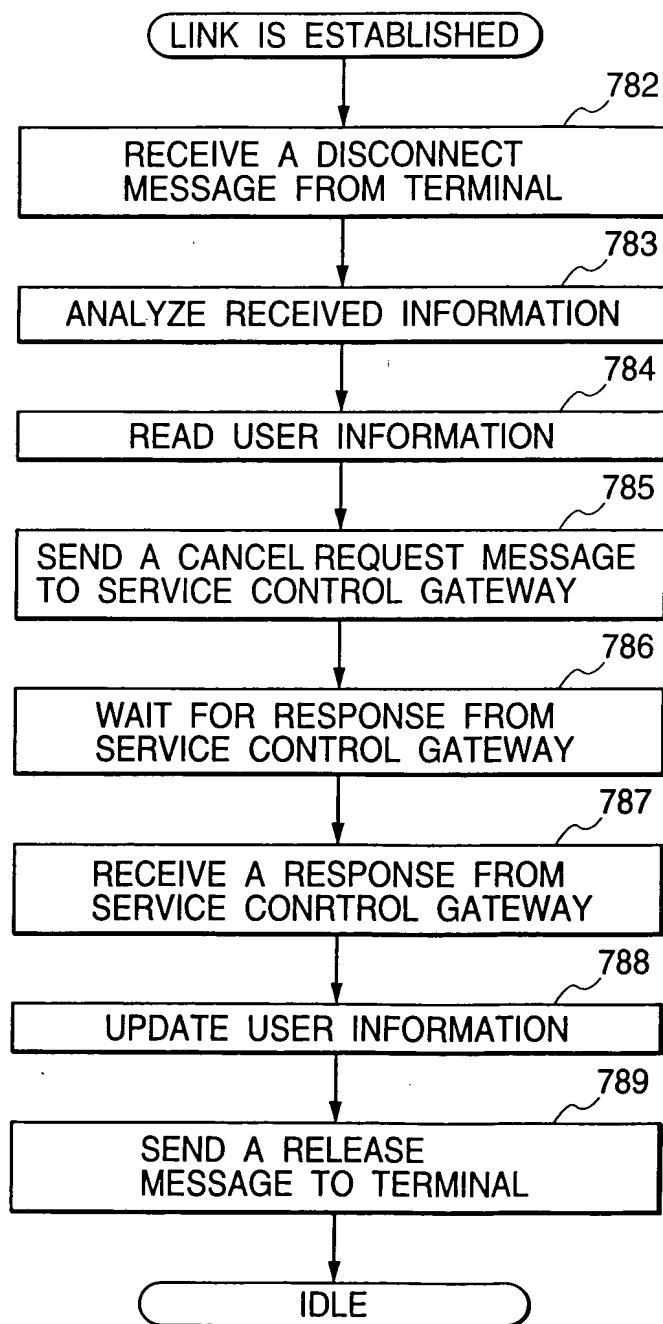 LINK IS ESTABLISHED
782
RECEIVE A DISCONNECT
MESSAGE FROM TERMINAL
783
ANALYZE RECEIVED INFORMATION
784
READ USER INFORMATION
785
SEND A CANCEL REQUEST MESSAGE
TO SERVICE CONTROL GATEWAY
786
WAIT FOR RESPONSE FROM
SERVICE CONTROL GATEWAY
787
RECEIVE A RESPONSE FROM
SERVICE CONRTROL GATEWAY
788
UPDATE USER INFORMATION
789
SEND A RELEASE
MESSAGE TO TERMINAL
IDLE